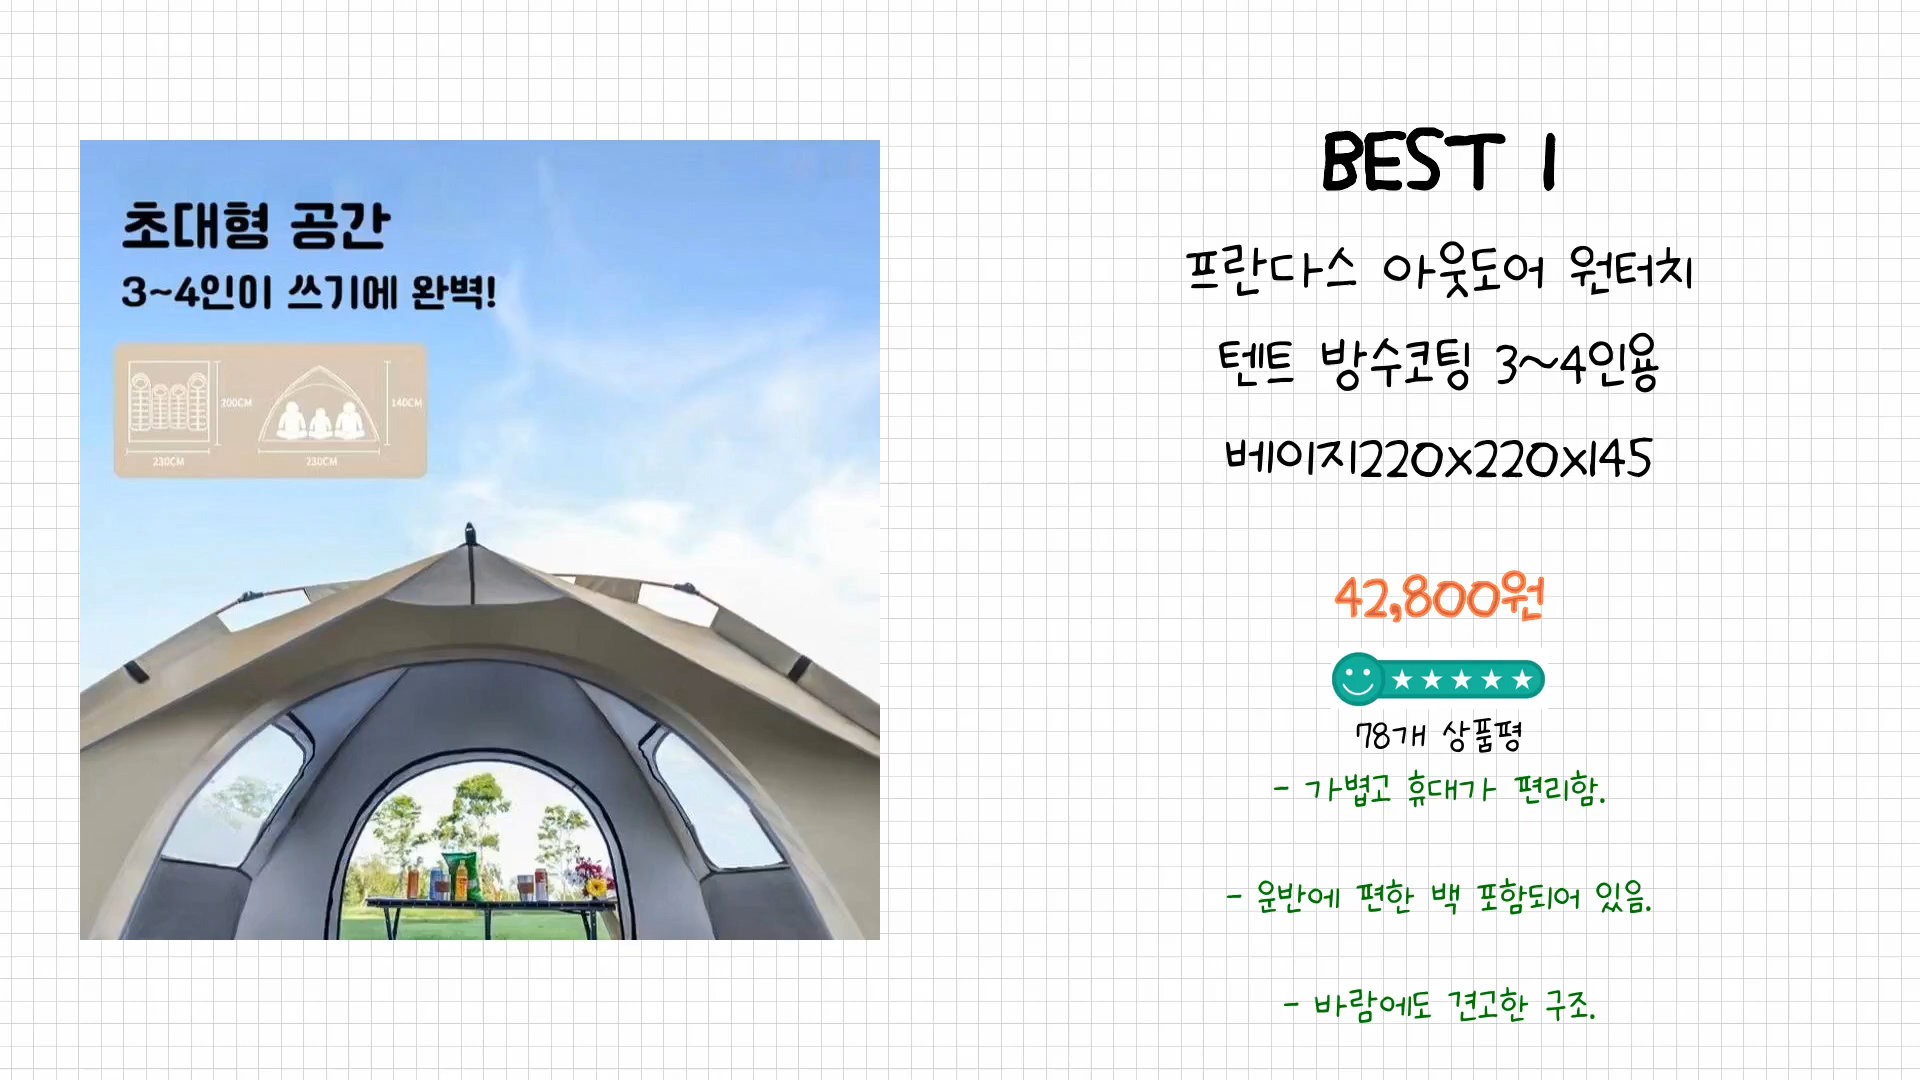 초대형 공간
3~4인이 쓰기에 완벽!
200CM
140CM
230CM
230CM
BEST 1
프란다스 아웃도어 원터치
텐트 방수코팅 3~4인용
베이지220x220x145
42,800원
78개 상품평
- 가볍고 휴대가 편리함.
- 운반에 편한 백 포함되어 있음.
- 바람에도 견고한 구조.